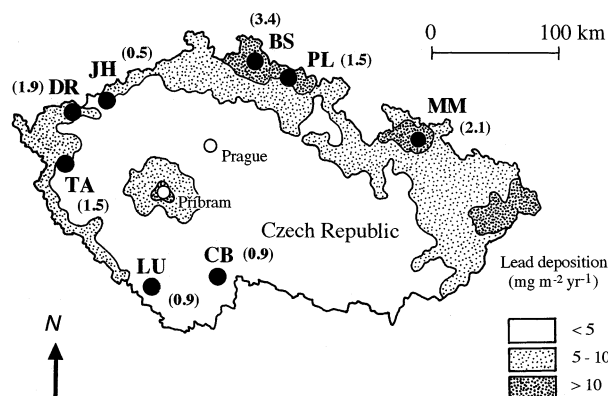 (3.4)
BS
0
100 km
(0.5)
JH
PL (1.5)
(1.9) DR
MM
(2.1)
Prague
TA
(1.5)
Příbram
Czech Republic
LU
(0.9)
CB (0.9)
Lead deposition
(mg m-2 yr-1)
N
< 5
5 - 10
> 10